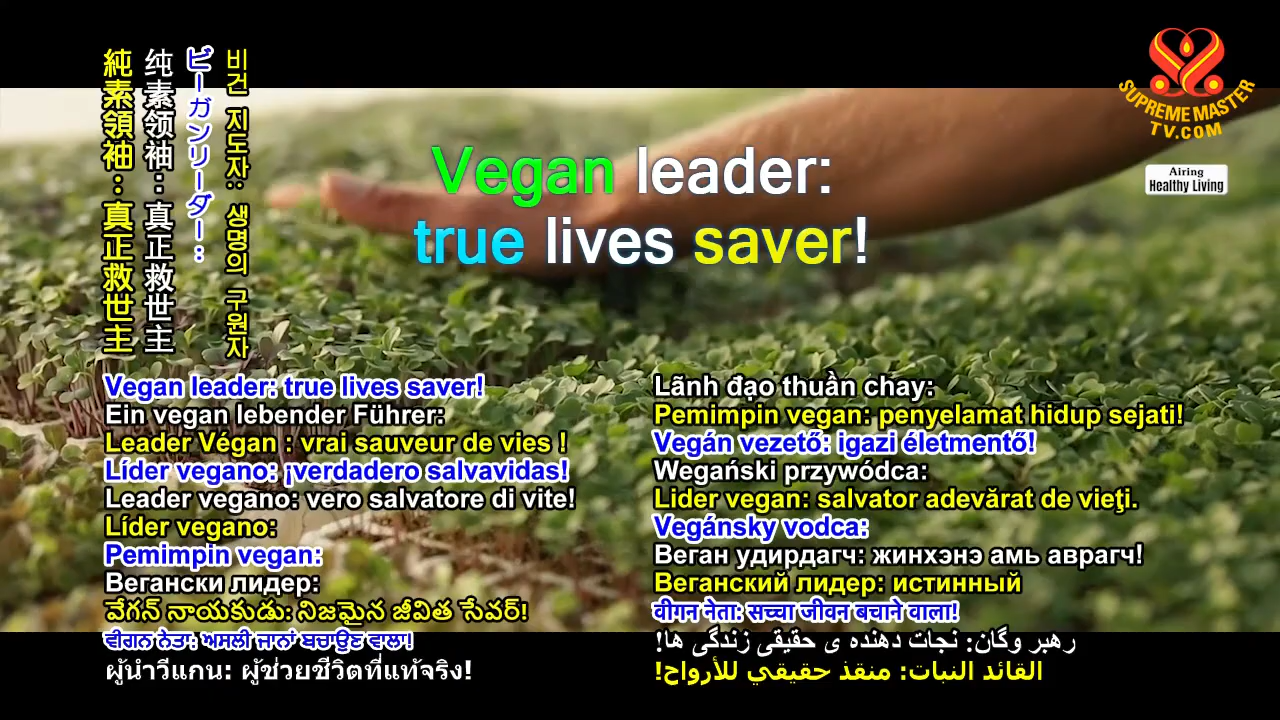 純素領袖：真正救世主
纯素领袖：真正救世主
ビーガンリーダー：
비건 지도자: 생명의 구원자
SUPREME MASTER
TV.COM
Airing
Healthy Living
Vegan leader:
true lives saver!
Vegan leader: true lives saver!
Ein vegan lebender Führer:
Leader Végan : vrai sauveur de vies !
Líder vegano: ¡verdadero salvavidas!
Leader vegano: vero salvatore di vite!
Líder vegano:
Pemimpin vegan:
Вегански лидер:
వేగన్ నాయకుడు: నిజమైన జీవిత సేవర్!
ਵੀਗਨ ਨੇਤਾ: ਅਸਲੀ ਜਾਨਾਂ ਬਚਾਉਣ ਵਾਲਾ!
ผู้นำวีแกน: ผู้ช่วยชีวิตที่แท้จริง!
Lãnh đạo thuần chay:
Pemimpin vegan: penyelamat hidup sejati!
Vegán vezető: igazi életmentő!
Wegański przywódca:
Lider vegan: salvator adevărat de vieţi.
Vegánsky vodca:
Веган удирдагч: жинхэнэ амь аврагч!
Веганский лидер: истинный
वीगन नेता: सच्चा जीवन बचाने वाला!
رهبر وگان: نجات دهنده ی حقیقی زندگی ها!
القائد النبات: منقذ حقيقي للأرواح!